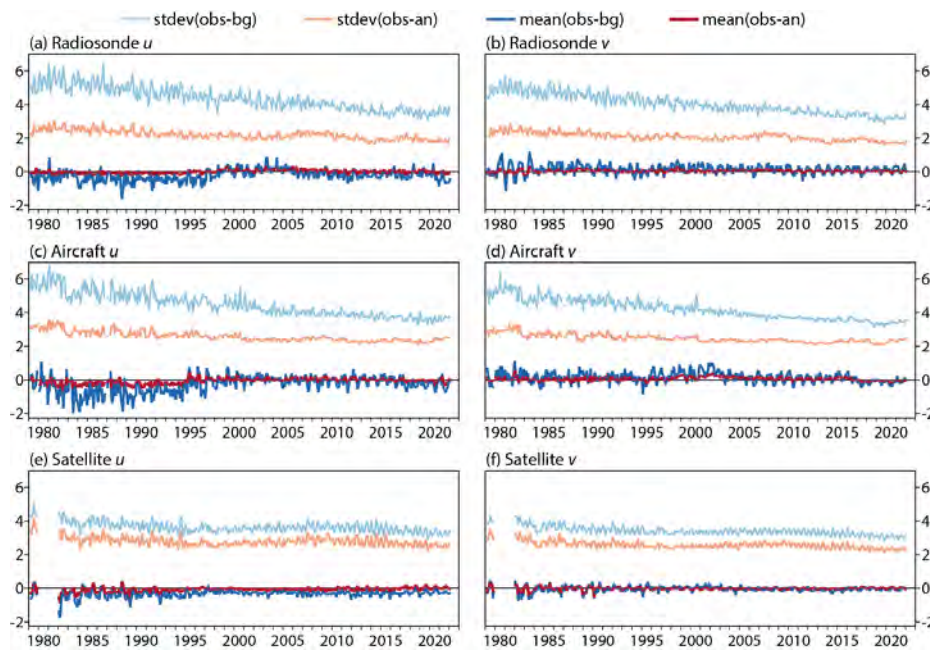 stdev(obs-bg) stdev(obs-an) mean(obs-bg) mean(obs-an)
(a) Radiosonde u (b) Radiosonde v
6 6
4 4
2 2
0 0
-2 -2
1980 1985 1990 1995 2000 2005 2010 2015 2020 1980 1985 1990 1995 2000 2005 2010 2015 2020
(c) Aircraft u (d) Aircraft v
6 6
4 4
2 2
0 0
-2 -2
1980 1985 1990 1995 2000 2005 2010 2015 2020 1980 1985 1990 1995 2000 2005 2010 2015 2020
(e) Satellite u (f) Satellite v
6 6
4 4
2 2
0 0
-2 -2
1980 1985 1990 1995 2000 2005 2010 2015 2020 1980 1985 1990 1995 2000 2005 2010 2015 2020